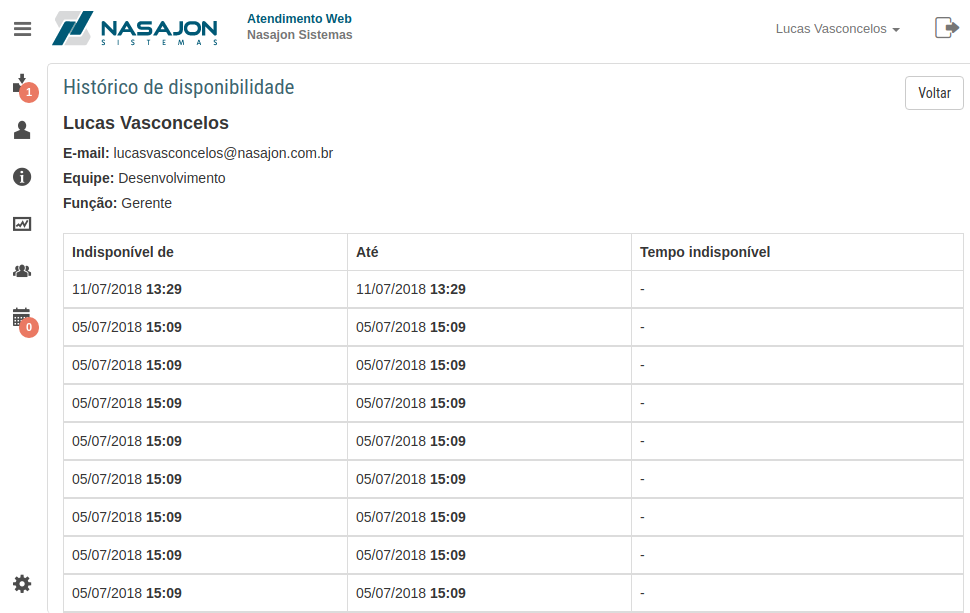 NASAJON
SISTEMAS
Atendimento Web
Nasajon Sistemas
Lucas Vasconcelos
1
0
Histórico de disponibilidade
Voltar
Lucas Vasconcelos
E-mail: lucasvasconcelos@nasajon.com.br
Equipe: Desenvolvimento
Função: Gerente
Indisponível de Até Tempo indisponível
11/07/2018 13:29 11/07/2018 13:29 -
05/07/2018 15:09 05/07/2018 15:09 -
05/07/2018 15:09 05/07/2018 15:09 -
05/07/2018 15:09 05/07/2018 15:09 -
05/07/2018 15:09 05/07/2018 15:09 -
05/07/2018 15:09 05/07/2018 15:09 -
05/07/2018 15:09 05/07/2018 15:09 -
05/07/2018 15:09 05/07/2018 15:09 -
05/07/2018 15:09 05/07/2018 15:09 -